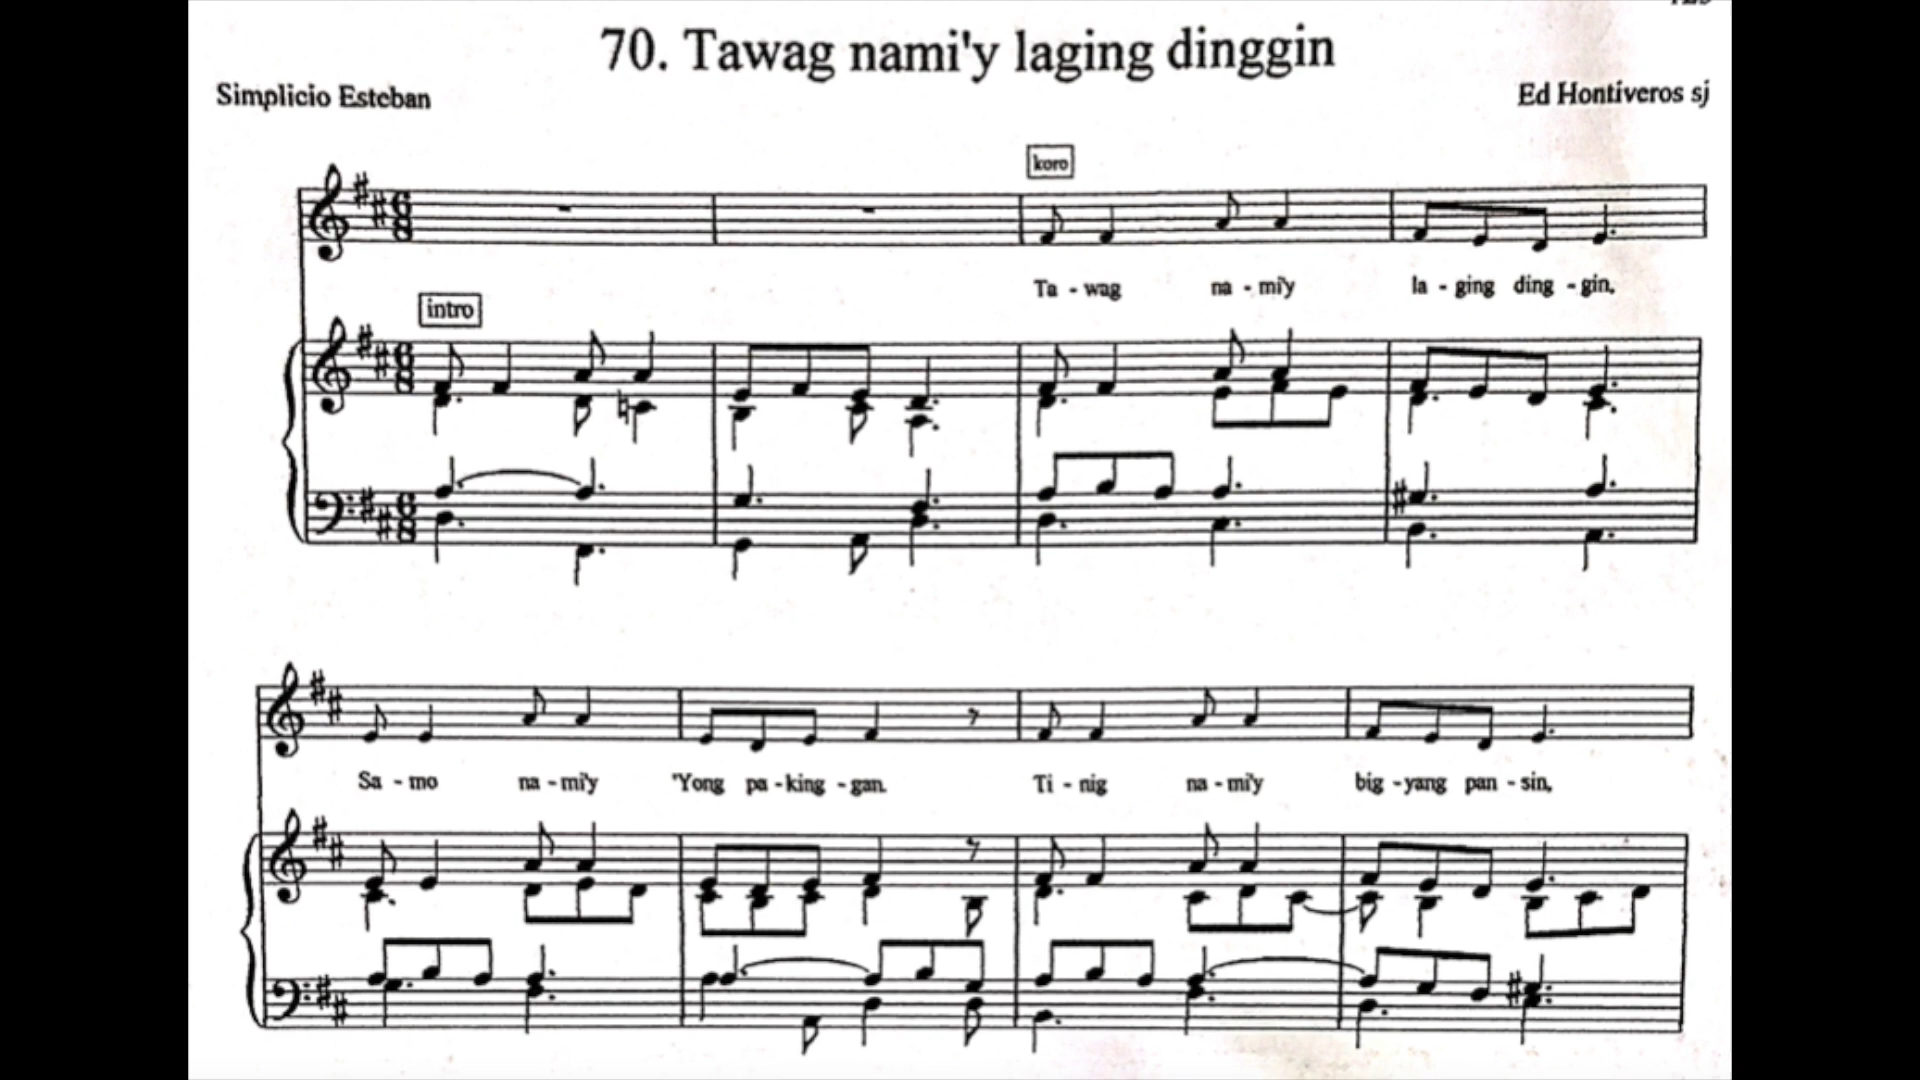 70. Tawag nami'y laging dinggin
Simplicio Esteban
Ed Hontiveros sj
koro
Ta - wag na - mi'y la - ging ding - gin,
intro
Sa - mo na - mi'y 'Yong pa - king - gan. Ti - nig na - mi'y big - yang pan - sin,